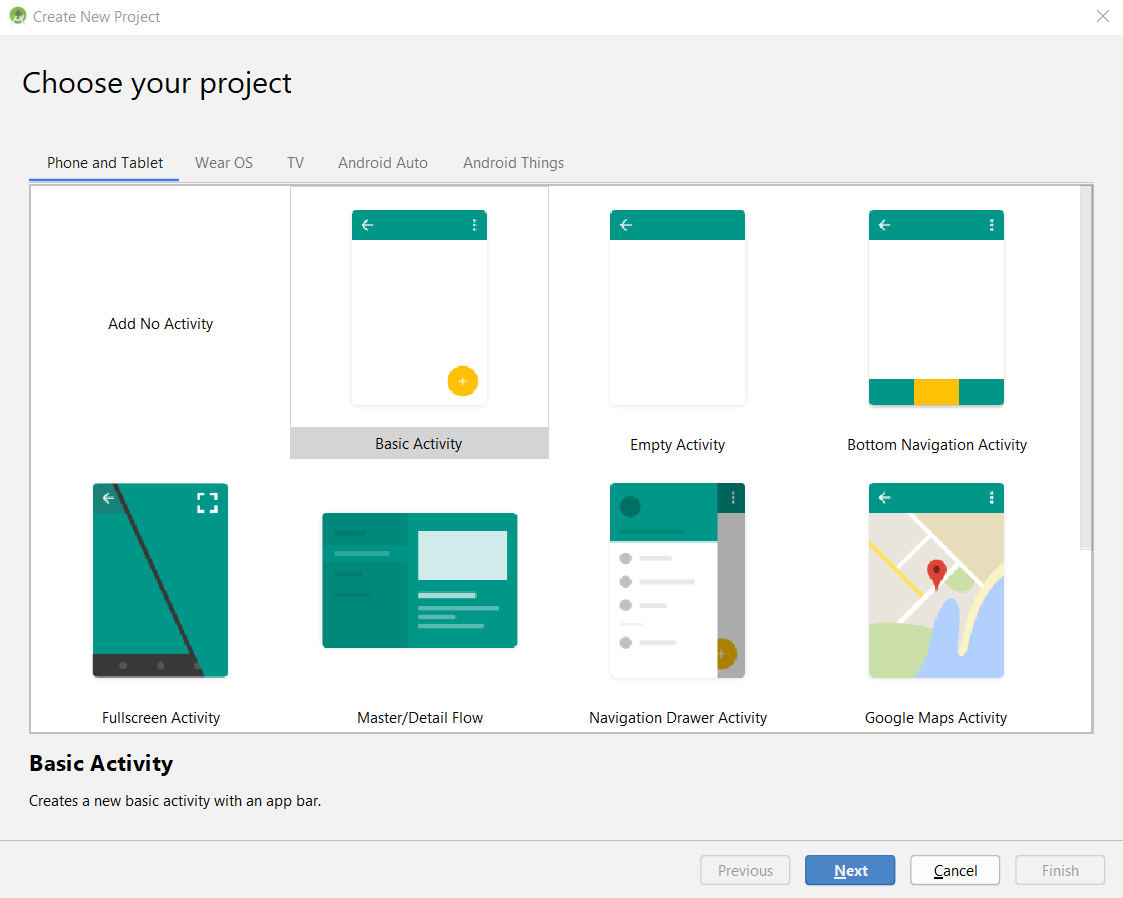 Create New Project
Choose your project
Phone and Tablet Wear OS TV Android Auto Android Things
Add No Activity
Basic Activity
Empty Activity
Bottom Navigation Activity
Fullscreen Activity
Master/Detail Flow
Navigation Drawer Activity
Google Maps Activity
Basic Activity
Creates a new basic activity with an app bar.
Previous Next Cancel Finish